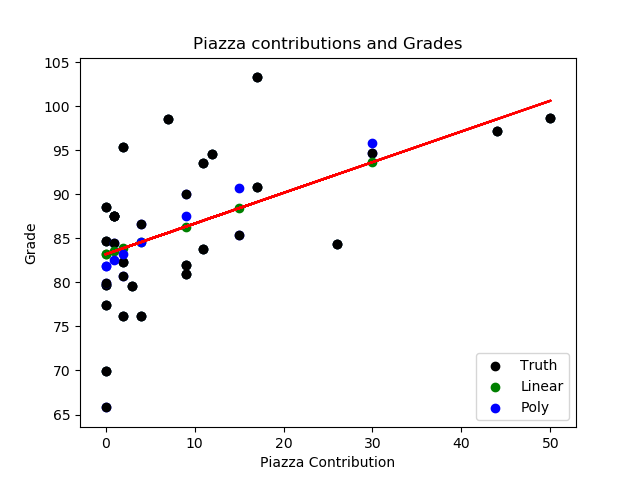 Piazza contributions and Grades
105
100
95
90
85
80
75
70
65
Grade
0 10 20 30 40 50
Piazza Contribution
Truth
Linear
Poly